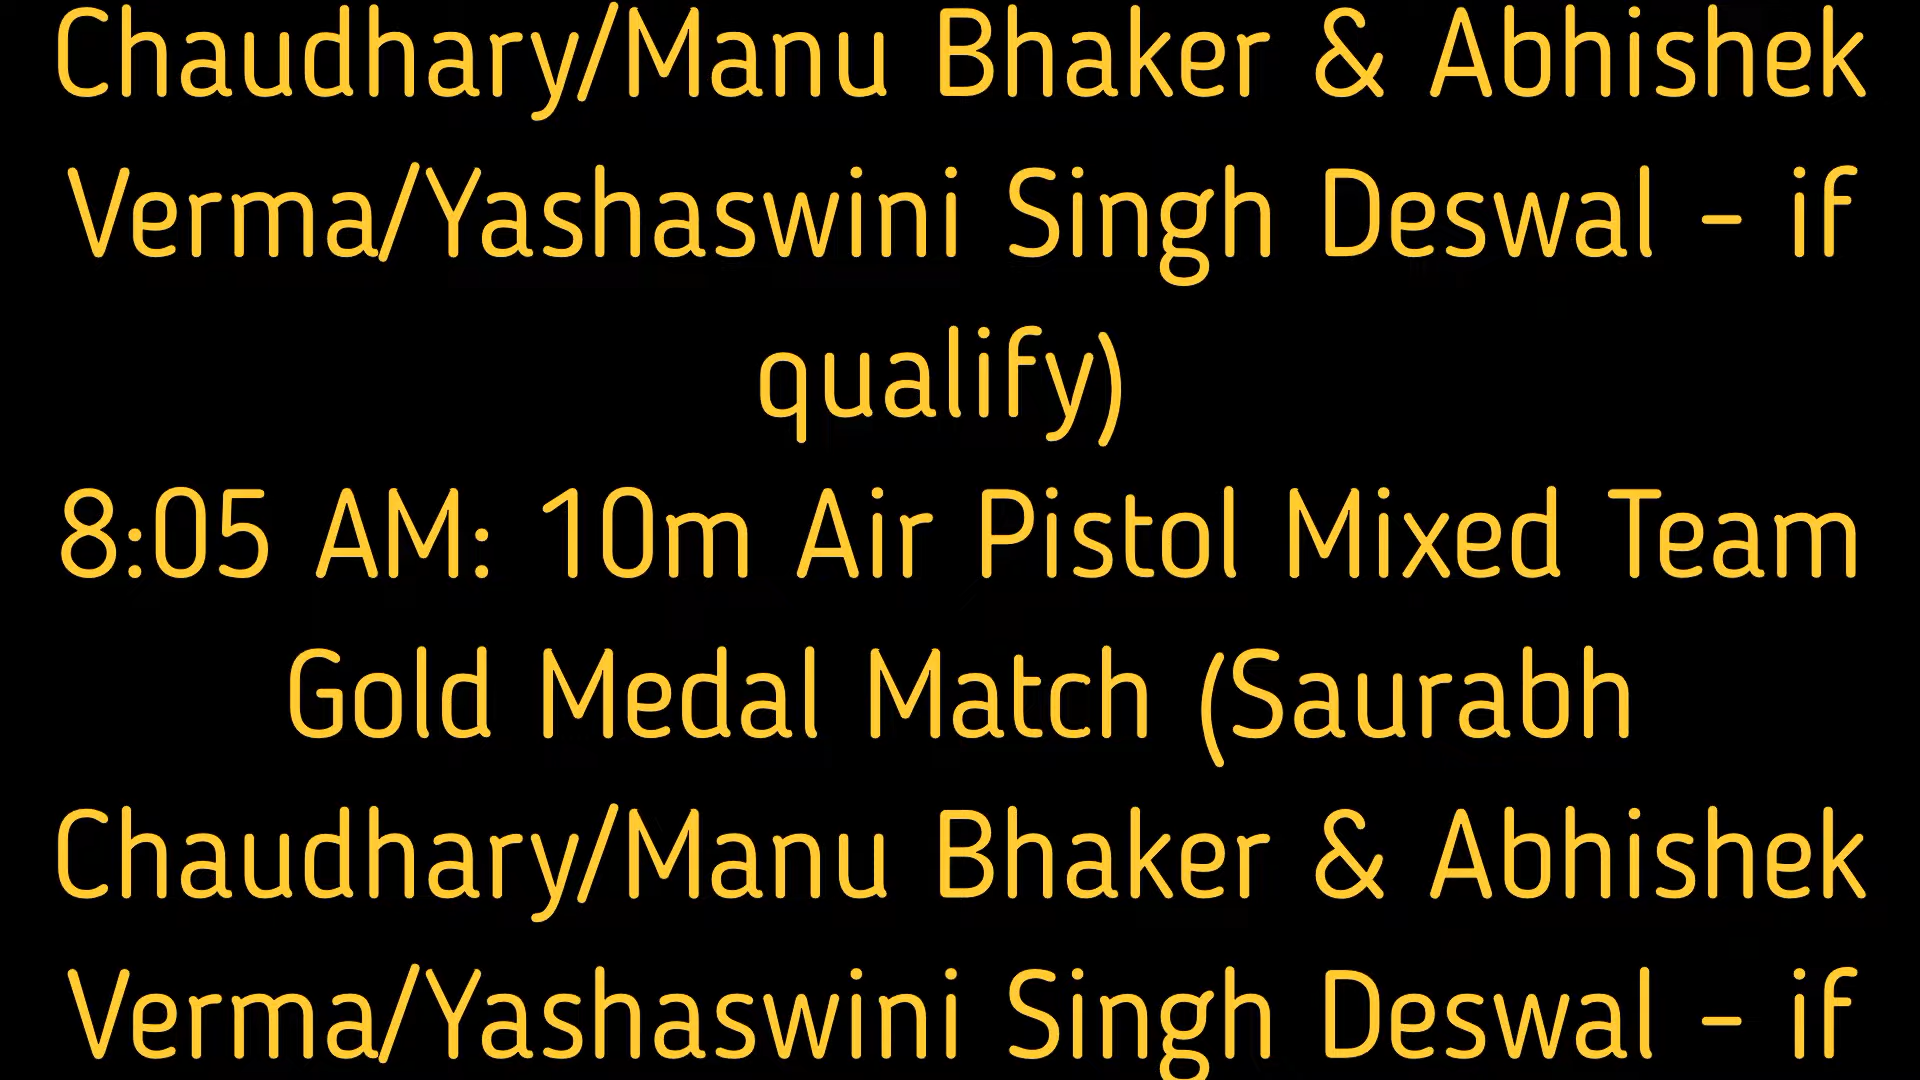 Chaudhary/Manu Bhaker & Abhishek
Verma/Yashaswini Singh Deswal - if
qualify)
8:05 AM: 10m Air Pistol Mixed Team
Gold Medal Match (Saurabh
Chaudhary/Manu Bhaker & Abhishek
Verma/Yashaswini Singh Deswal - if